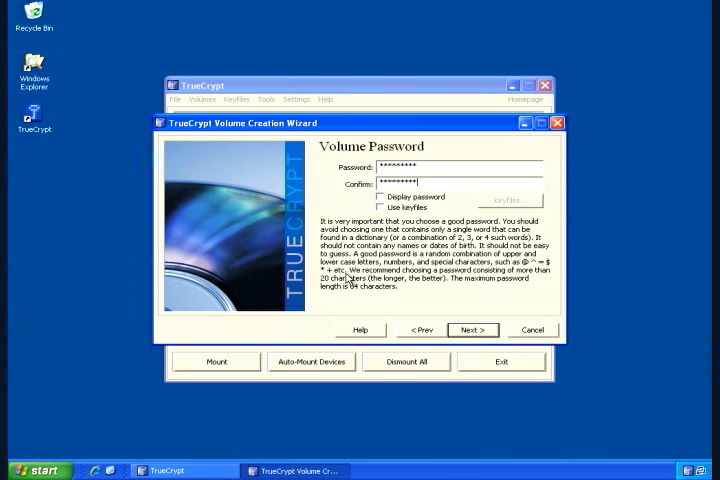 Recycle Bin
Windows
Explorer
TrueCrypt
TrueCrypt
File Volumes Keyfiles Tools Settings Help Homepage
TrueCrypt Volume Creation Wizard
TRUECRYPT
Volume Password
Password: *********
Confirm: *********
Display password
Use keyfiles
Keyfiles...
It is very important that you choose a good password. You should
avoid choosing one that contains only a single word that can be
found in a dictionary (or a combination of 2, 3, or 4 such words). It
should not contain any names or dates of birth. It should not be easy
to guess. A good password is a random combination of upper and
lower case letters, numbers, and special characters, such as @ ^ = $
* + etc. We recommend choosing a password consisting of more than
20 characters (the longer, the better). The maximum password
length is 64 characters.
Help < Prev Next > Cancel
Mount Auto-Mount Devices Dismount All Exit
start TrueCrypt TrueCrypt Volume Cr...